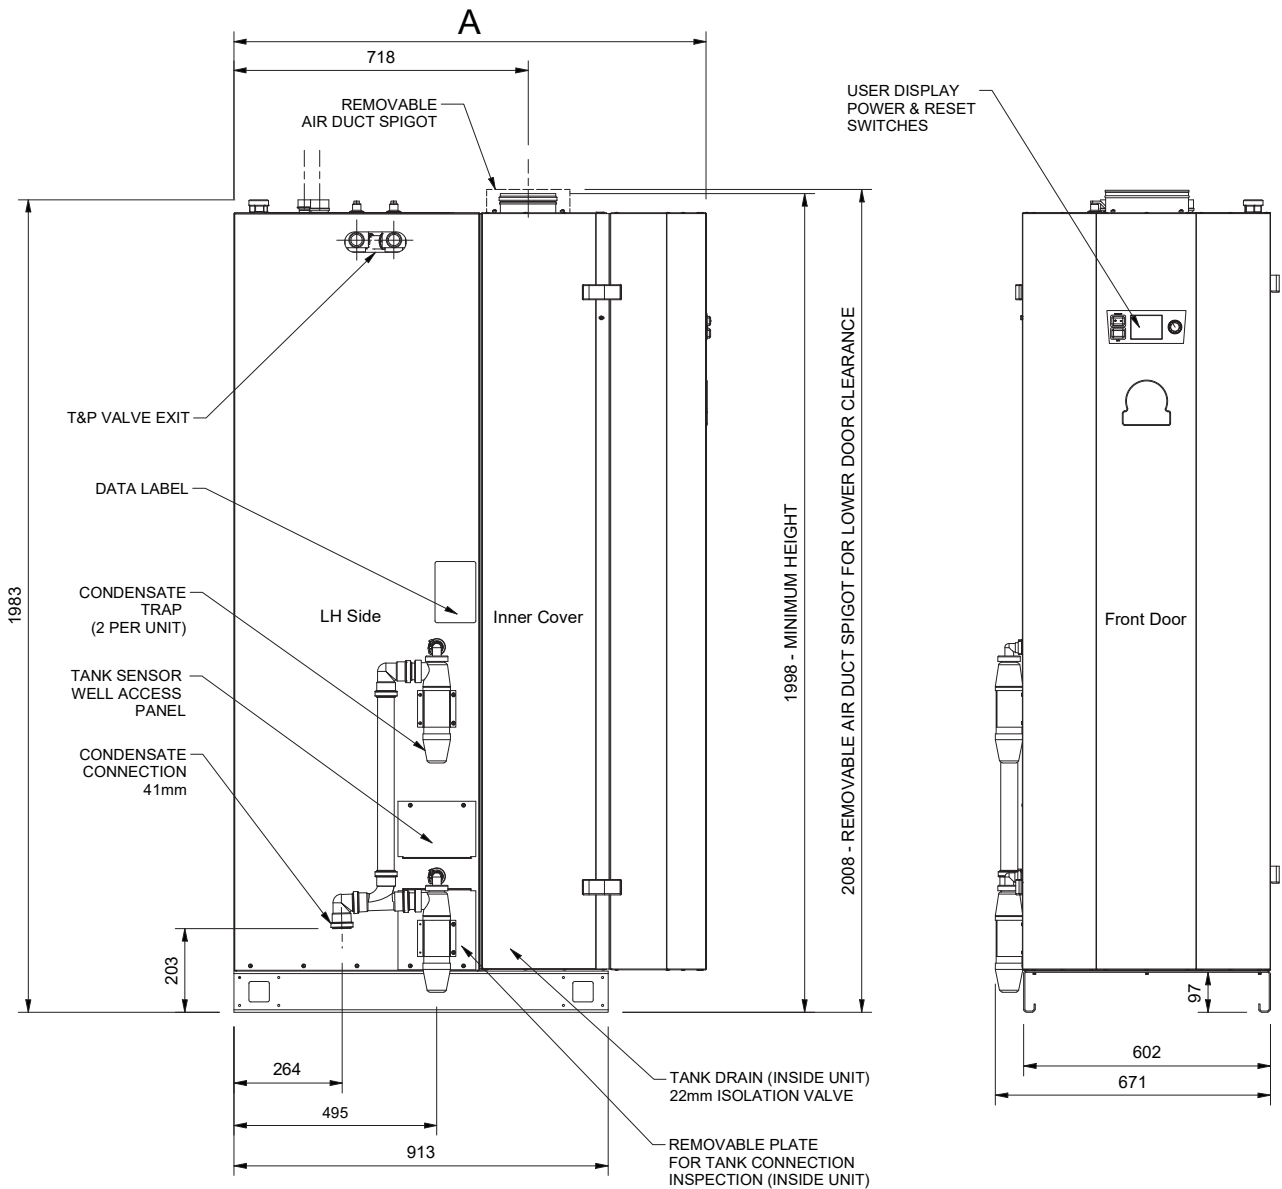 A
718
REMOVABLE
AIR DUCT SPIGOT
USER DISPLAY
POWER & RESET
SWITCHES
T&P VALVE EXIT
DATA LABEL
CONDENSATE
TRAP
(2 PER UNIT)
TANK SENSOR
WELL ACCESS
PANEL
CONDENSATE
CONNECTION
41mm
1983
LH Side
Inner Cover
1998 - MINIMUM HEIGHT
2008 - REMOVABLE AIR DUCT SPIGOT FOR LOWER DOOR CLEARANCE
Front Door
203
97
264
495
913
602
671
TANK DRAIN (INSIDE UNIT)
22mm ISOLATION VALVE
REMOVABLE PLATE
FOR TANK CONNECTION
INSPECTION (INSIDE UNIT)